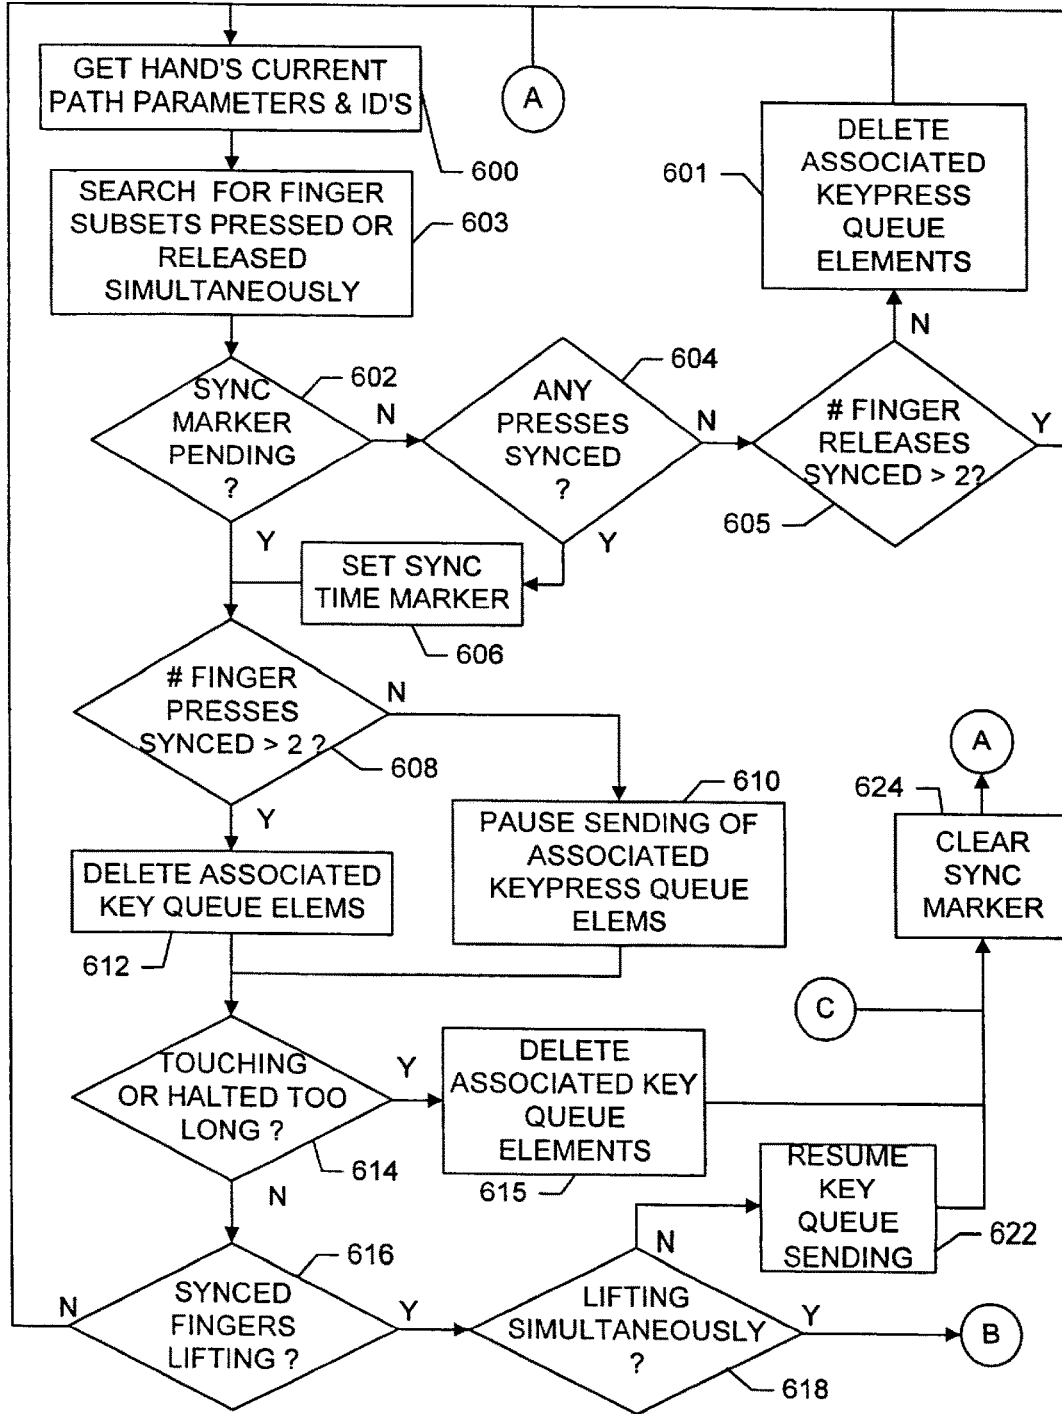 GET HAND'S CURRENT
PATH PARAMETERS & ID'S
600
A
DELETE
ASSOCIATED
KEYPRESS
QUEUE
ELEMENTS
601
SEARCH FOR FINGER
SUBSETS PRESSED OR
RELEASED
SIMULTANEOUSLY
603
SYNC
MARKER
PENDING
?
602
N
Y
ANY
PRESSES
SYNCED
?
604
N
Y
# FINGER
RELEASES
SYNCED > 2?
605
N
Y
SET SYNC
TIME MARKER
606
# FINGER
PRESSES
SYNCED > 2 ?
608
N
Y
PAUSE SENDING OF
ASSOCIATED
KEYPRESS QUEUE
ELEMS
610
A
624
CLEAR
SYNC
MARKER
DELETE ASSOCIATED
KEY QUEUE ELEMS
612
C
TOUCHING
OR HALTED TOO
LONG ?
614
Y
N
DELETE
ASSOCIATED KEY
QUEUE
ELEMENTS
615
RESUME
KEY
QUEUE
SENDING
622
SYNCED
FINGERS
LIFTING ?
616
N
Y
LIFTING
SIMULTANEOUSLY
?
618
N
Y
B